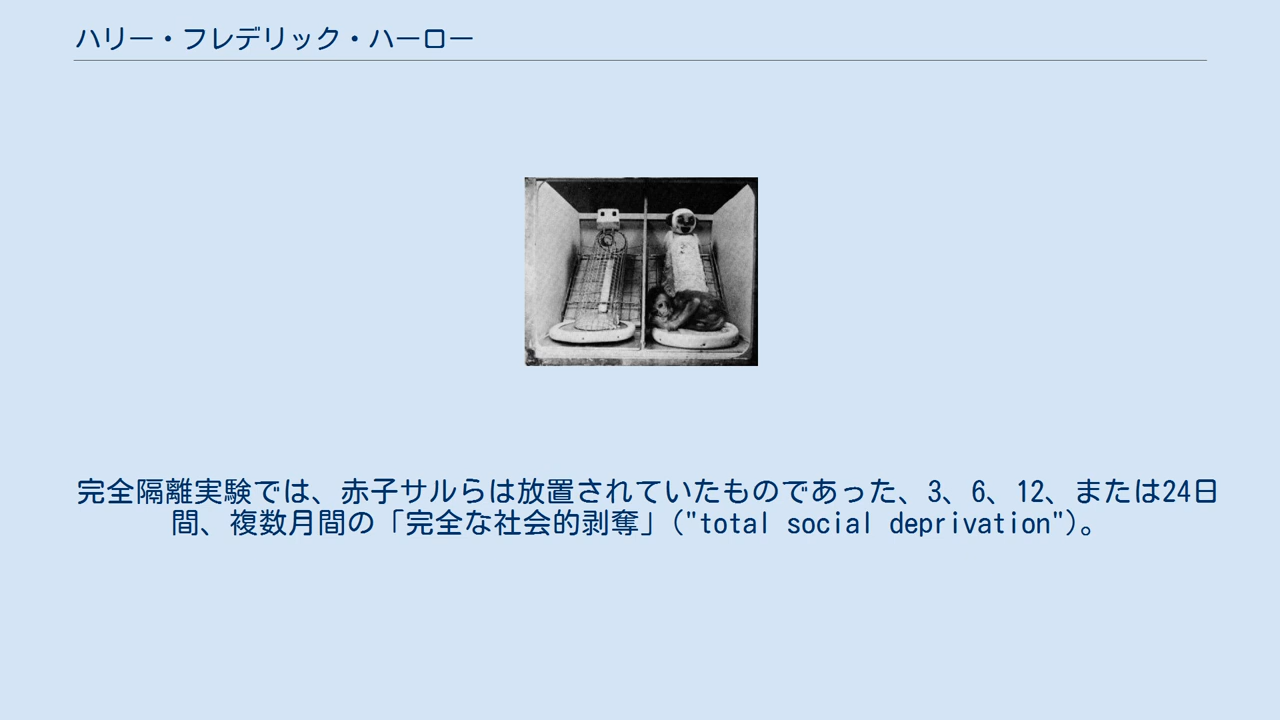 ハリー・フレデリック・ハーロー
完全隔離実験では、赤子サルらは放置されていたものであった、3、6、12、または24日
間、複数月間の「完全な社会的剥奪」("total social deprivation")。